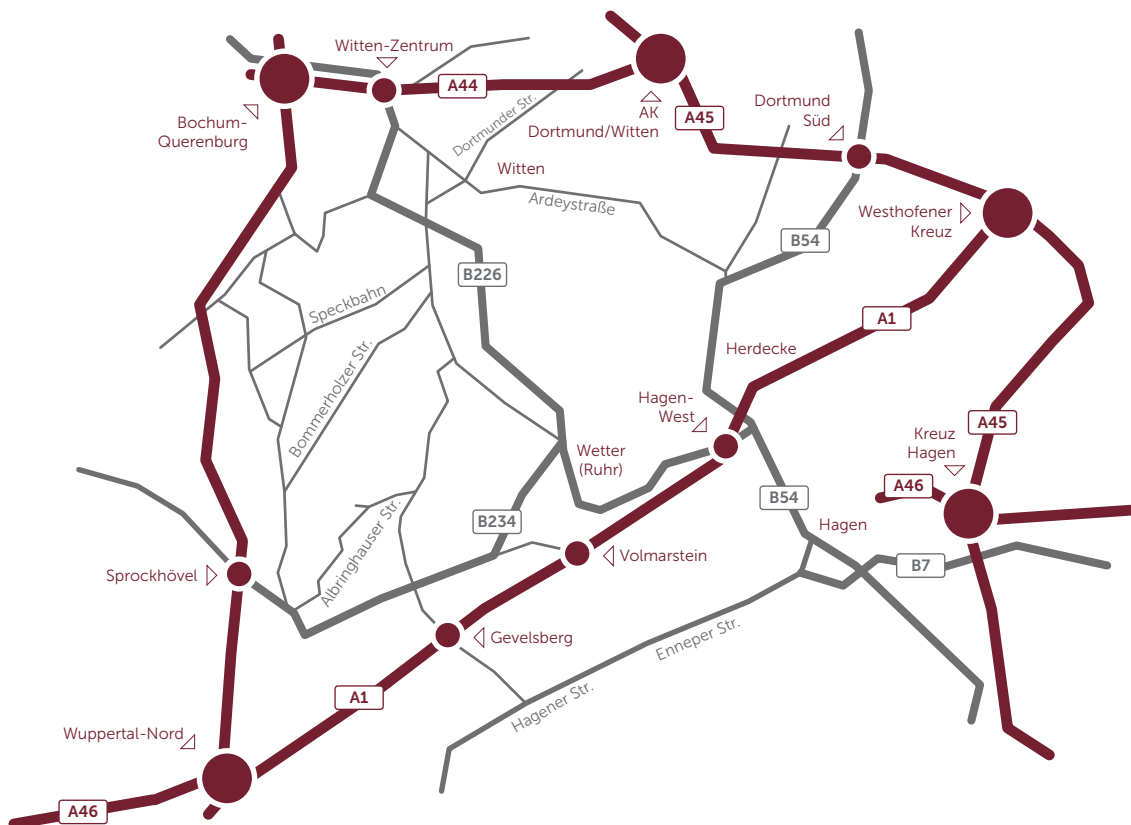 Witten-Zentrum
A44
AK
Dortmund/Witten
A45
Dortmund
Süd
Bochum-
Querenburg
Dortmunder Str.
Witten
Ardeystraße
Westhofener
Kreuz
B54
B226
Speckbahn
A1
Herdecke
Bommerholzer Str.
Hagen-
West
Kreuz
Hagen
A45
Wetter
(Ruhr)
A46
B54
B234
Hagen
Albringhauser Str.
Volmarstein
B7
Sprockhövel
Gevelsberg
Enneper Str.
A1
Hagener Str.
Wuppertal-Nord
A46